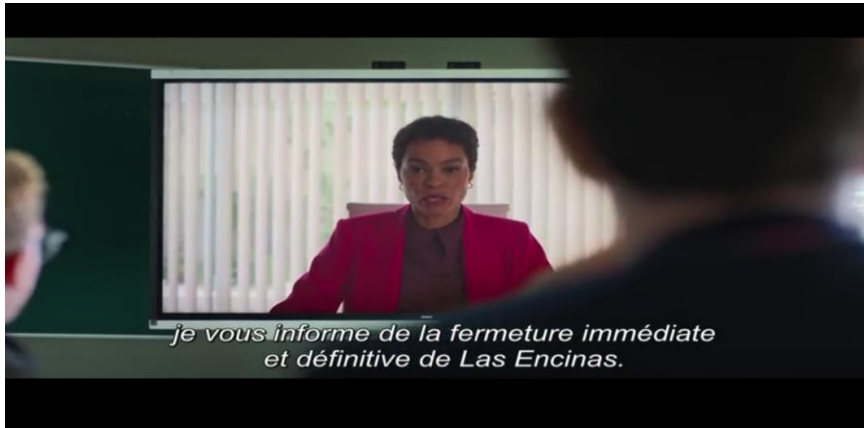 je vous informe de la fermeture immédiate
et définitive de Las Encinas.